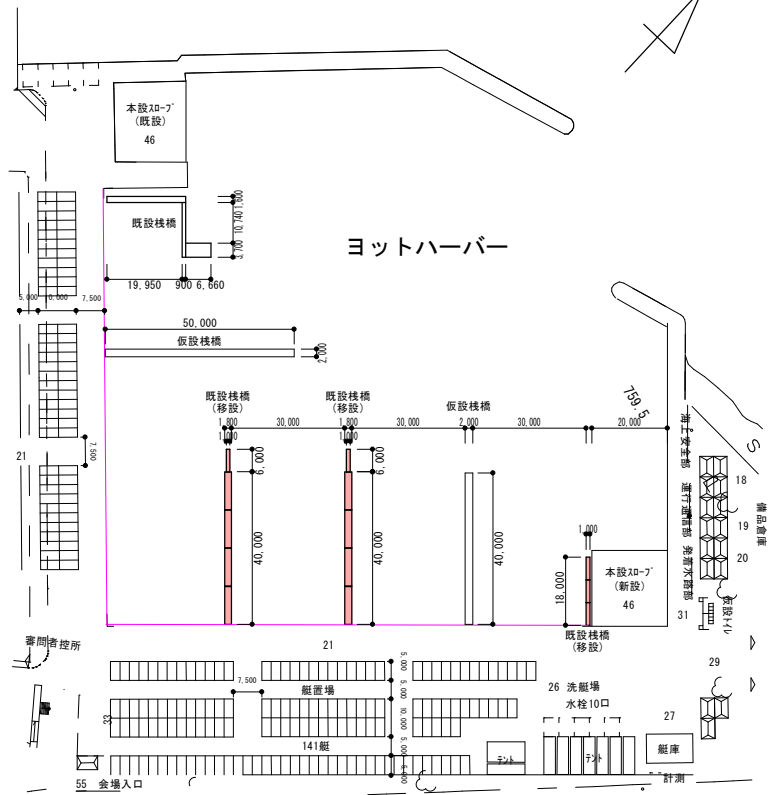 本設ｽﾛｰﾌﾟ
(既設)
46
既設桟橋
1,600
10,740
3,700
19,950
900
6,660
ヨットハーバー
5,000
7,500
50,000
仮設桟橋
2,000
既設桟橋
(移設)
既設桟橋
(移設)
仮設桟橋
1,800
30,000
1,800
30,000
2,000
30,000
20,000
1,000
1,000
6,000
6,000
759.5
S
海上安全部
運行通信部
発着水路部
21
7,500
40,000
40,000
40,000
18
19
20
備品倉庫
1,000
18,000
本設ｽﾛｰﾌﾟ
(新設)
46
31
仮設ﾄｲﾚ
既設桟橋
(移設)
審問者控所
21
29
5,000
7,500
艇置場
5,000
26 洗艇場
水栓10口
10,000
33
27
141艇
5,000
ﾃﾝﾄ
ﾃﾝﾄ
艇庫
計測
5,000
55 会場入口